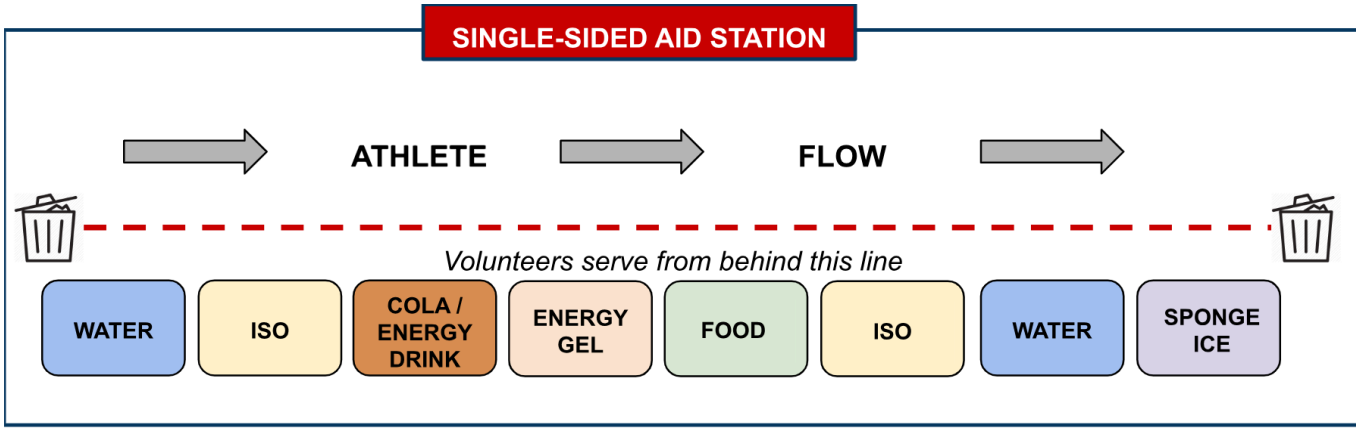 SINGLE-SIDED AID STATION
ATHLETE FLOW
Volunteers serve from behind this line
WATER
ISO
COLA /
ENERGY
DRINK
ENERGY
GEL
FOOD
ISO
WATER
SPONGE
ICE